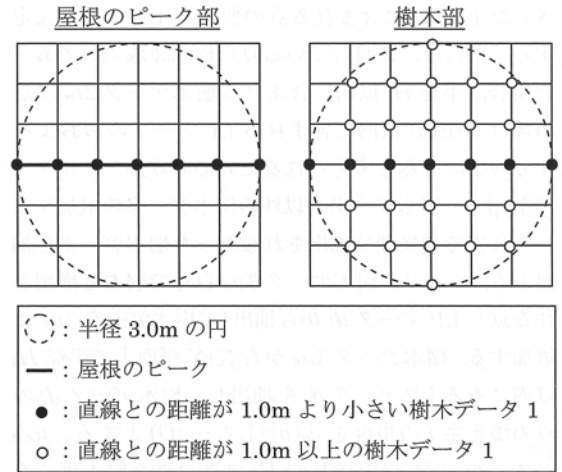 屋根のピーク部
樹木部
：半径 3.0m の円
：屋根のピーク
：直線との距離が 1.0m より小さい樹木データ 1
：直線との距離が 1.0m 以上の樹木データ 1